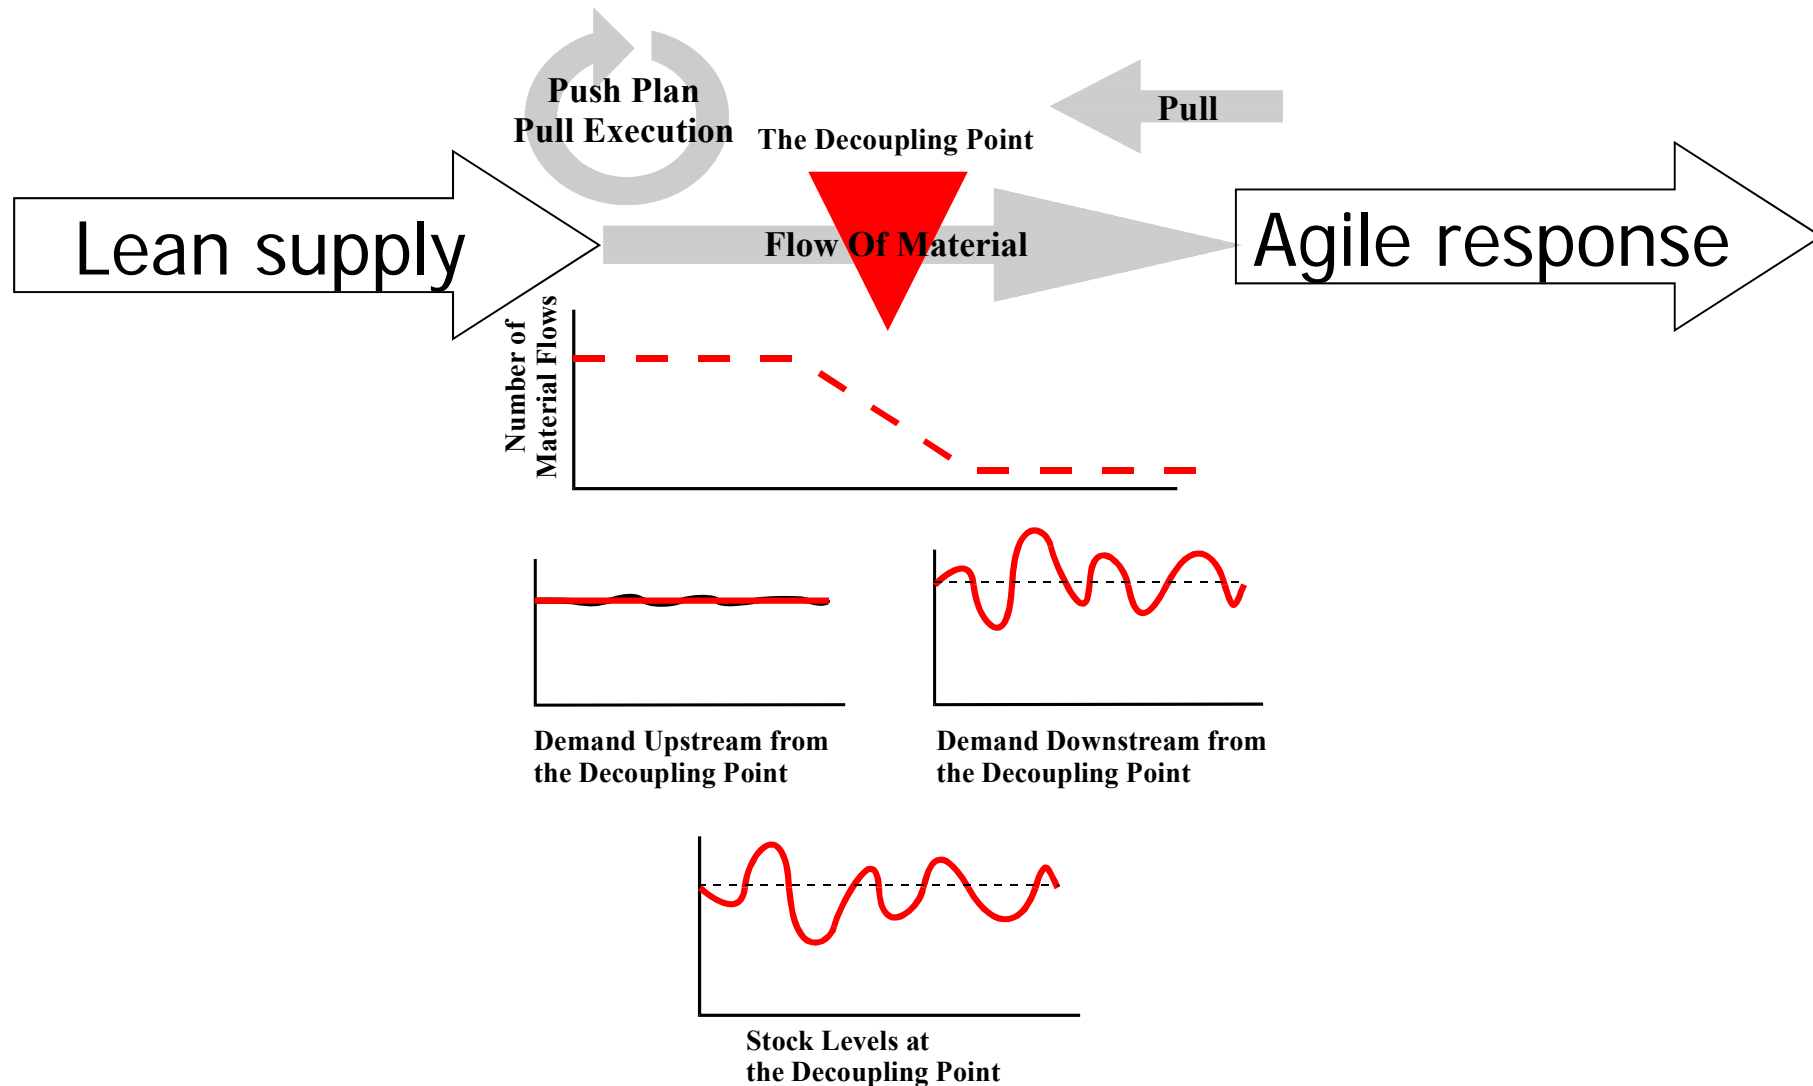 Push Plan
Pull Execution
Pull
The Decoupling Point
Lean supply
Flow Of Material
Agile response
Number of
Material Flows
Demand Upstream from
the Decoupling Point
Demand Downstream from
the Decoupling Point
Stock Levels at
the Decoupling Point